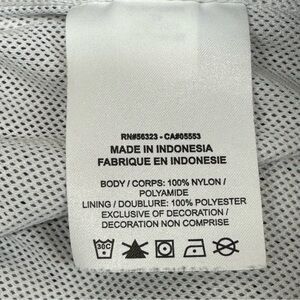 RN#56323 - CA#05553
MADE IN INDONESIA
FABRIQUE EN INDONESIE
BODY / CORPS: 100% NYLON /
POLYAMIDE
LINING / DOUBLURE: 100% POLYESTER
EXCLUSIVE OF DECORATION /
DECORATION NON COMPRISE
30C